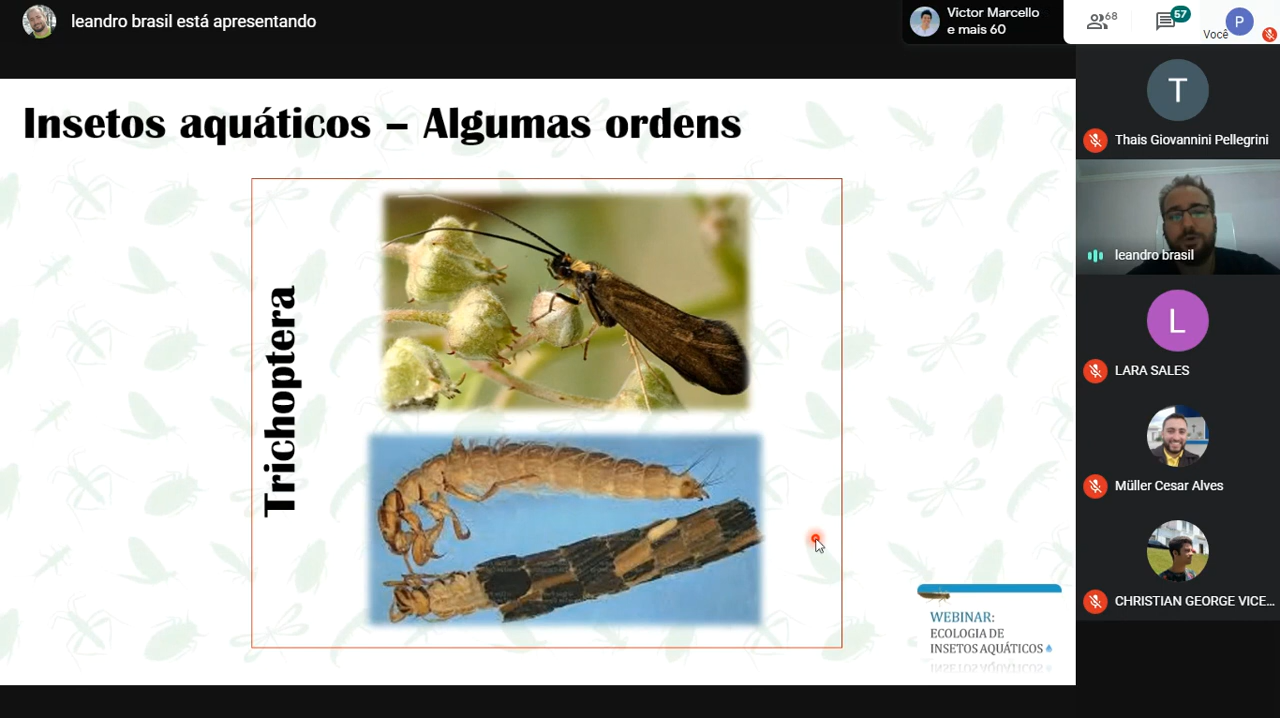 leandro brasil está apresentando
Victor Marcello
e mais 60
68
57
Você
P
Insetos aquáticos – Algumas ordens
Trichoptera
WEBINAR:
ECOLOGIA DE
INSETOS AQUÁTICOS
T
Thais Giovannini Pellegrini
leandro brasil
L
LARA SALES
Müller Cesar Alves
CHRISTIAN GEORGE VICE...